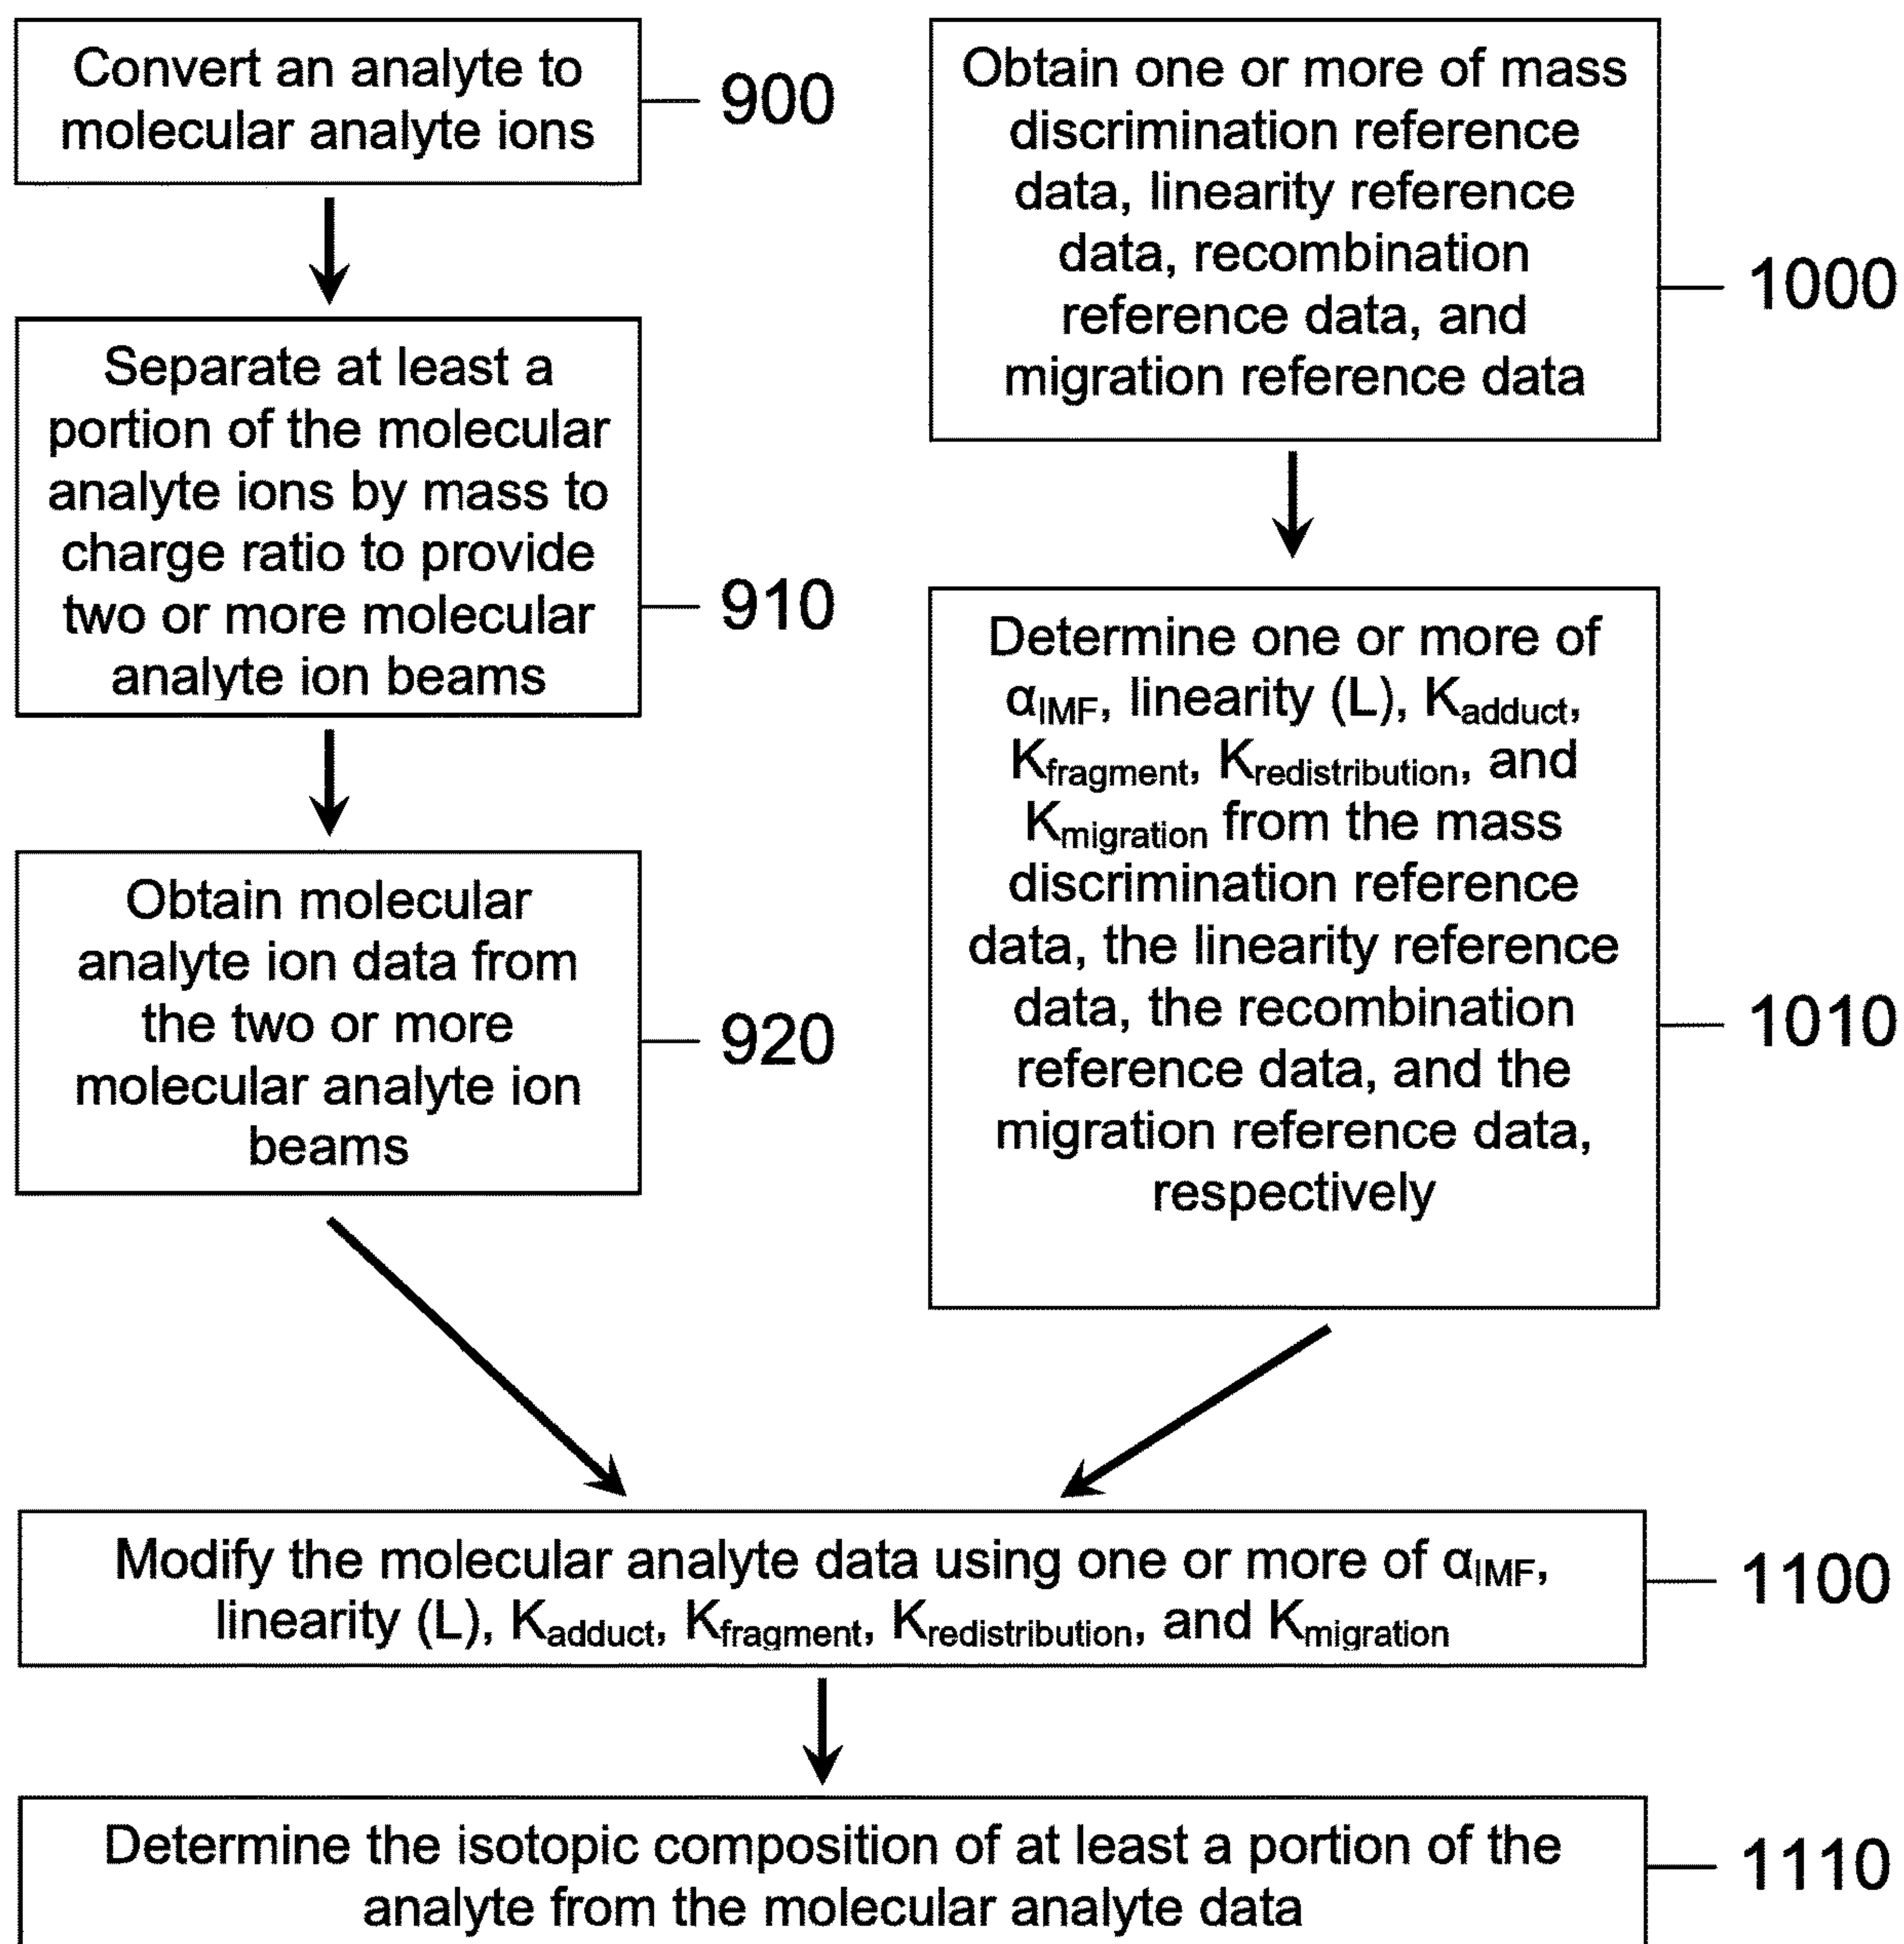 Convert an analyte to
molecular analyte ions
900
Separate at least a
portion of the molecular
analyte ions by mass to
charge ratio to provide
two or more molecular
analyte ion beams
910
Obtain molecular
analyte ion data from
the two or more
molecular analyte ion
beams
920
Obtain one or more of mass
discrimination reference
data, linearity reference
data, recombination
reference data, and
migration reference data
1000
Determine one or more of
αIMF, linearity (L), Kadduct,
Kfragment, Kredistribution, and
Kmigration from the mass
discrimination reference
data, the linearity reference
data, the recombination
reference data, and the
migration reference data,
respectively
1010
Modify the molecular analyte data using one or more of αIMF,
linearity (L), Kadduct, Kfragment, Kredistribution, and Kmigration
1100
Determine the isotopic composition of at least a portion of the
analyte from the molecular analyte data
1110